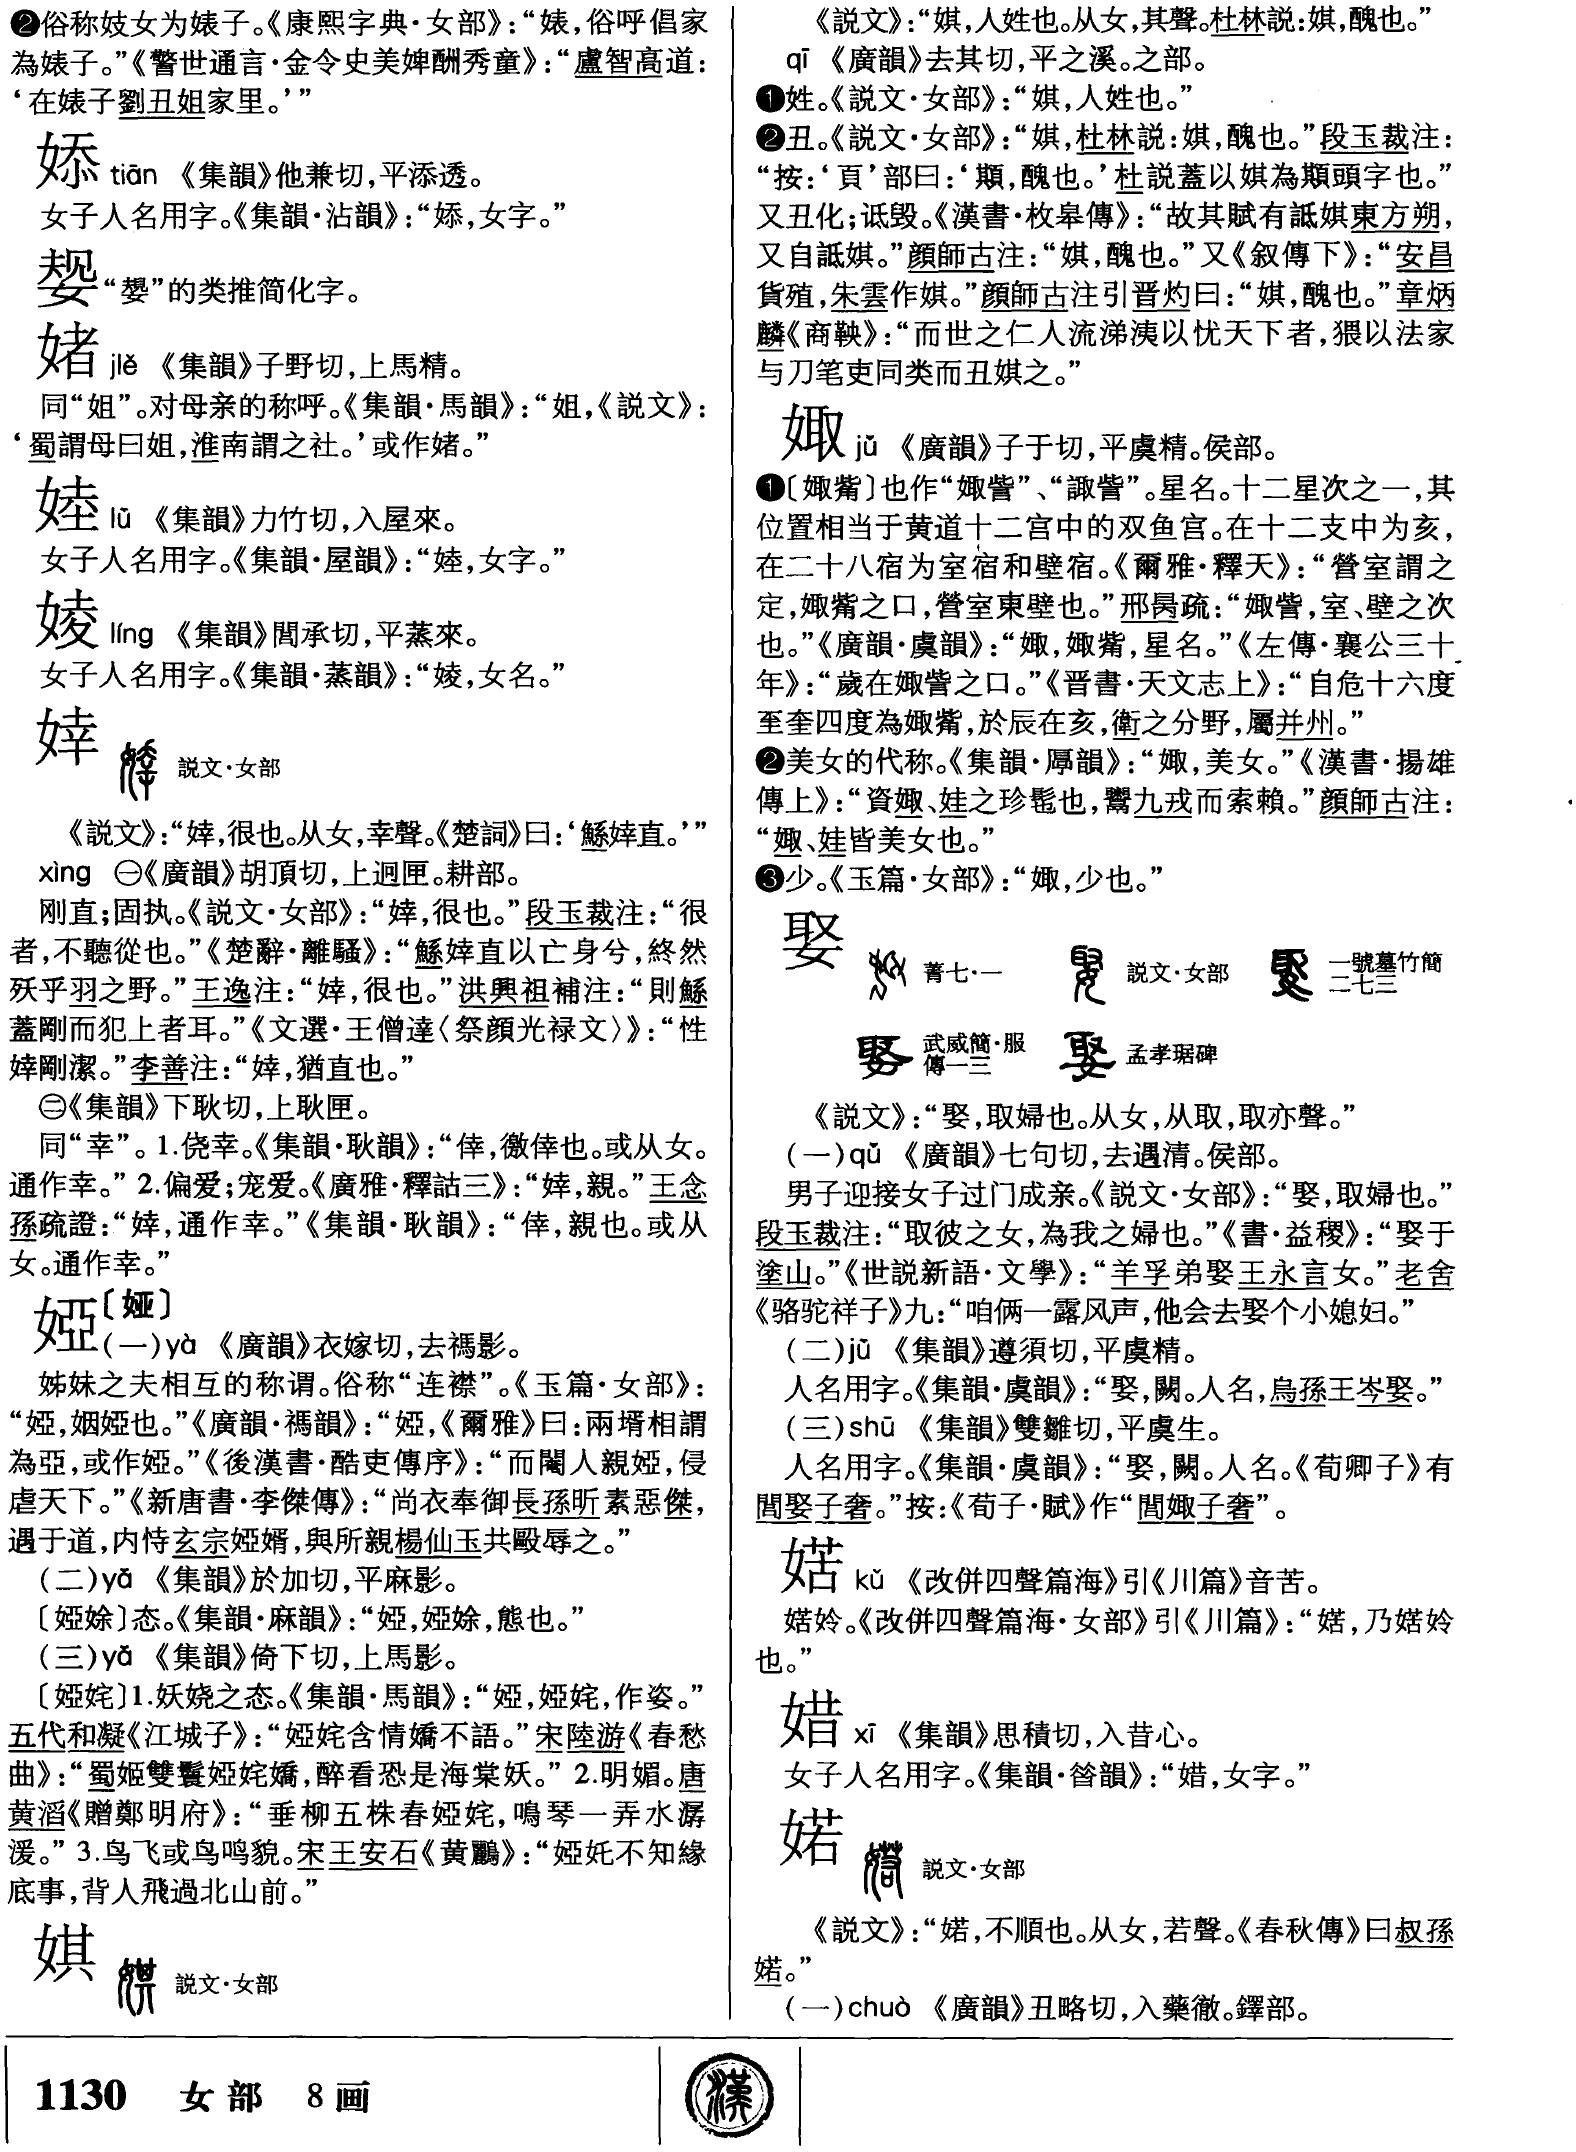 ❷俗称妓女为婊子。《康熙字典·女部》：“婊，俗呼倡家
為婊子。”《警世通言·金令史美婢酬秀童》：“盧智高道：
‘在婊子劉丑姐家里。’”
婖 tiān 《集韻》他兼切，平添透。
女子人名用字。《集韻·沾韻》：“婖，女字。”
“嫢”的类推简化字。
媎 jiě 《集韻》子野切，上馬精。
同“姐”。对母亲的称呼。《集韻·馬韻》：“姐，《説文》：
‘蜀謂母曰姐，淮南謂之社。’或作媎。”
婈 lù 《集韻》力竹切，入屋來。
女子人名用字。《集韻·屋韻》：“，女字。”
líng 《集韻》閭承切，平蒸來。
女子人名用字。《集韻·蒸韻》：“婈，女名。”
婞 説文·女部
《説文》：“婞，很也。从女，幸聲。《楚詞》曰：‘鯀婞直。’”
xìng ㊀《廣韻》胡頂切，上迥匣。耕部。
刚直；固执。《説文·女部》：“婞，很也。”段玉裁注：“很
者，不聽從也。”《楚辭·離騷》：“鯀婞直以亡身兮，終然
殀乎羽之野。”王逸注：“婞，很也。”洪興祖補注：“則鯀
蓋剛而犯上者耳。”《文選·王僧達〈祭顔光禄文〉》：“性
婞剛潔。”李善注：“婞，猶直也。”
㊁《集韻》下耿切，上耿匣。
同“幸”。1.侥幸。《集韻·耿韻》：“倖，徼倖也。或从女。
通作幸。”2.偏爱；宠爱。《廣雅·釋詁三》：“婞，親。”王念
孫疏證：“婞，通作幸。”《集韻·耿韻》：“倖，親也。或从
女。通作幸。”
婭〔娅〕
(一)yà 《廣韻》衣嫁切，去禡影。
姊妹之夫相互的称谓。俗称“连襟”。《玉篇·女部》：
“婭，姻婭也。”《廣韻·禡韻》：“婭，《爾雅》曰：兩壻相謂
為亞，或作婭。”《後漢書·酷吏傳序》：“而閹人親婭，侵
虐天下。”《新唐書·李傑傳》：“尚衣奉御長孫昕素惡傑，
遇于道，内恃玄宗婭婿，與所親楊仙玉共毆辱之。”
(二)yā 《集韻》於加切，平麻影。
〔婭㛆〕态。《集韻·麻韻》：“婭，婭㛆，態也。”
(三)yǎ 《集韻》倚下切，上馬影。
〔婭姹〕1.妖娆之态。《集韻·馬韻》：“婭，婭姹，作姿。”
五代和凝《江城子》：“婭姹含情嬌不語。”宋陸游《春愁
曲》：“蜀姬雙鬟婭姹嬌，醉看恐是海棠妖。”2.明媚。唐
黄滔《贈鄭明府》：“垂柳五株春婭姹，鳴琴一弄水潺
湲。”3.鸟飞或鸟鸣貌。宋王安石《黄鸝》：“婭奼不知緣
底事，背人飛過北山前。”
娸 説文·女部
《説文》：“娸，人姓也。从女，其聲。杜林説：娸，醜也。”
qī 《廣韻》去其切，平之溪。之部。
❶姓。《説文·女部》：“娸，人姓也。”
❷丑。《説文·女部》：“娸，杜林説：娸，醜也。”段玉裁注：
“按：‘頁’部曰：‘䫏，醜也。’杜説蓋以娸為䫏頭字也。”
又丑化；诋毁。《漢書·枚皋傳》：“故其賦有詆娸東方朔，
又自詆娸。”顔師古注：“娸，醜也。”又《叙傳下》：“安昌
貨殖，朱雲作娸。”顔師古注引晋灼曰：“娸，醜也。”章炳
麟《商鞅》：“而世之仁人流涕洟以忧天下者，猥以法家
与刀笔吏同类而丑娸之。”
娵 jū 《廣韻》子于切，平虞精。侯部。
❶〔娵觜〕也作“娵訾”、“諏訾”。星名。十二星次之一，其
位置相当于黄道十二宫中的双鱼宫。在十二支中为亥，
在二十八宿为室宿和壁宿。《爾雅·釋天》：“營室謂之
定，娵觜之口，營室東壁也。”邢昺疏：“娵訾，室、壁之次
也。”《廣韻·虞韻》：“娵，娵觜，星名。”《左傳·襄公三十
年》：“歲在娵訾之口。”《晋書·天文志上》：“自危十六度
至奎四度為娵觜，於辰在亥，衛之分野，屬并州。”
❷美女的代称。《集韻·厚韻》：“娵，美女。”《漢書·揚雄
傳上》：“資娵、娃之珍髢也，鬻九戎而索賴。”顔師古注：
“娵、娃皆美女也。”
❸少。《玉篇·女部》：“娵，少也。”
娶 菁七·一 説文·女部 一號墓竹簡二七三
武威簡·服傳一三 孟孝琚碑
《説文》：“娶，取婦也。从女，从取，取亦聲。”
(一)qǔ 《廣韻》七句切，去遇清。侯部。
男子迎接女子过门成亲。《説文·女部》：“娶，取婦也。”
段玉裁注：“取彼之女，為我之婦也。”《書·益稷》：“娶于
塗山。”《世説新語·文學》：“羊孚弟娶王永言女。”老舍
《骆驼祥子》九：“咱俩一露风声，他会去娶个小媳妇。”
(二)jū 《集韻》遵須切，平虞精。
人名用字。《集韻·虞韻》：“娶，闕。人名，烏孫王岑娶。”
(三)shū 《集韻》雙雛切，平虞生。
人名用字。《集韻·虞韻》：“娶，闕。人名。《荀卿子》有
閭娶子奢。”按：《荀子·賦》作“閭娵子奢”。
kǔ 《改併四聲篇海》引《川篇》音苦。
《改併四聲篇海·女部》引《川篇》：
也。”
㛭 xī 《集韻》思積切，入昔心。
女子人名用字。《集韻·昝韻》：“，女字。”
婼 説文·女部
《説文》：“婼，不順也。从女，若聲。《春秋傳》曰叔孫
婼。”
(一)chuò 《廣韻》丑略切，入藥徹。鐸部。
1130 女部 8画
漢